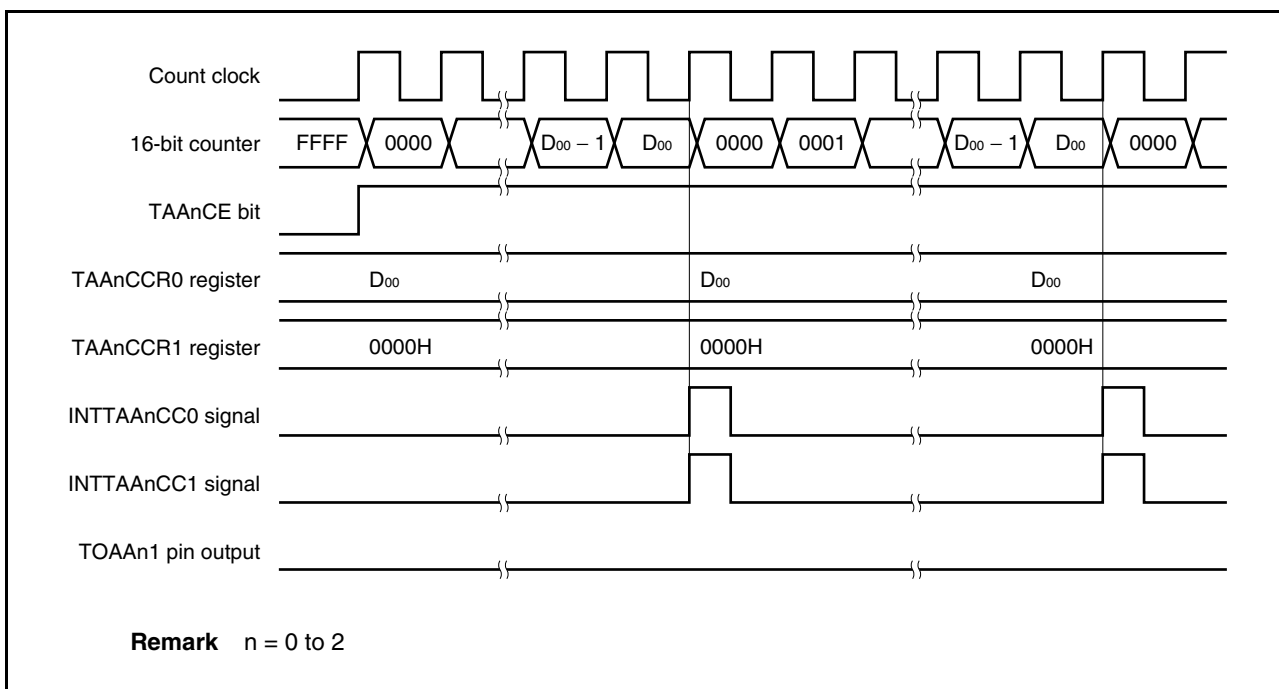 Count clock
16-bit counter FFFF 0000 D00 − 1 D00 0000 0001 D00 − 1 D00 0000
TAAnCE bit
TAAnCCR0 register D00 D00 D00
TAAnCCR1 register 0000H 0000H 0000H
INTTAAnCC0 signal
INTTAAnCC1 signal
TOAAn1 pin output
Remark n = 0 to 2